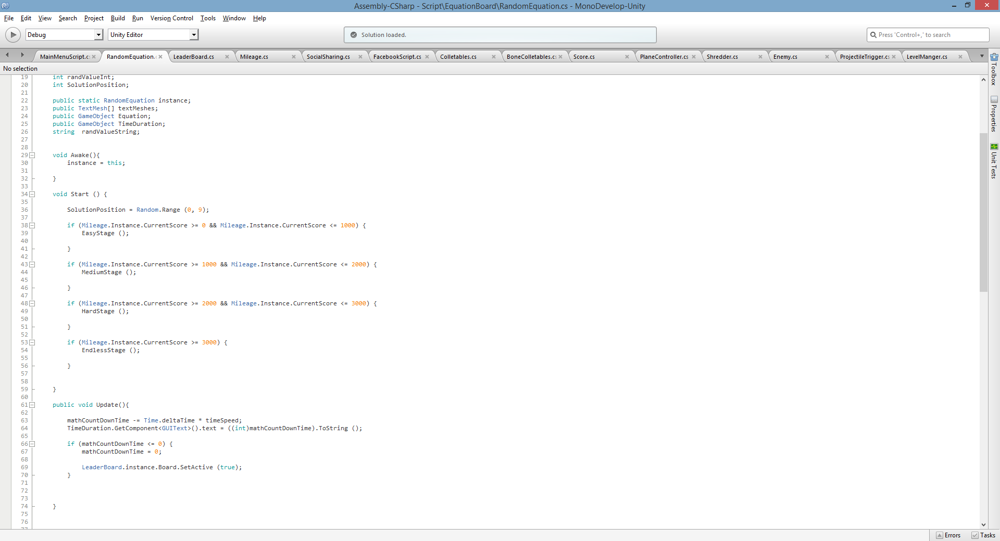 Assembly-CSharp - Script\EquationBoard\RandomEquation.cs - MonoDevelop-Unity
File Edit View Search Project Build Run Version Control Tools Window Help
Debug Unity Editor Solution loaded. Press 'Control+,' to search
MainMenuScript.c RandomEquation. LeaderBoard.cs Mileage.cs SocialSharing.cs FacebookScript.cs Colletables.cs BoneColletables.c Score.cs PlaneController.cs Shredder.cs Enemy.cs ProjectileTrigger.cs LevelManger.cs
No selection
19 int randValueInt;
20 int SolutionPosition;
21
22 public static RandomEquation instance;
23 public TextMesh[] textMeshes;
24 public GameObject Equation;
25 public GameObject TimeDuration;
26 string  randValueString;
27
28
29 void Awake(){
30 instance = this;
31
32 }
33
34 void Start () {
35
36 SolutionPosition = Random.Range (0, 9);
37
38 if (Mileage.Instance.CurrentScore >= 0 && Mileage.Instance.CurrentScore <= 1000) {
39 EasyStage ();
40
41 }
42
43 if (Mileage.Instance.CurrentScore >= 1000 && Mileage.Instance.CurrentScore <= 2000) {
44 MediumStage ();
45
46 }
47
48 if (Mileage.Instance.CurrentScore >= 2000 && Mileage.Instance.CurrentScore <= 3000) {
49 HardStage ();
50
51 }
52
53 if (Mileage.Instance.CurrentScore >= 3000) {
54 EndlessStage ();
55
56 }
57
58
59 }
60
61 public void Update(){
62
63 mathCountDownTime -= Time.deltaTime * timeSpeed;
64 TimeDuration.GetComponent<GUIText>().text = ((int)mathCountDownTime).ToString ();
65
66 if (mathCountDownTime <= 0) {
67 mathCountDownTime = 0;
68
69 LeaderBoard.instance.Board.SetActive (true);
70 }
71
72
73
74 }
75
76
77
Toolbox
Properties
Unit Tests
Errors Tasks